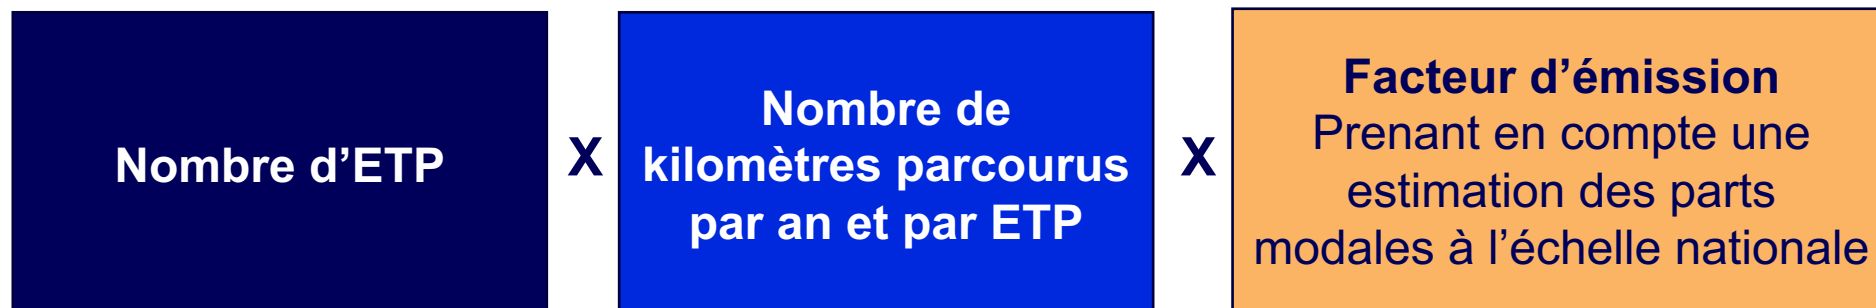 Nombre d’ETP
X
Nombre de
kilomètres parcourus
par an et par ETP
X
Facteur d’émission
Prenant en compte une
estimation des parts
modales à l’échelle nationale